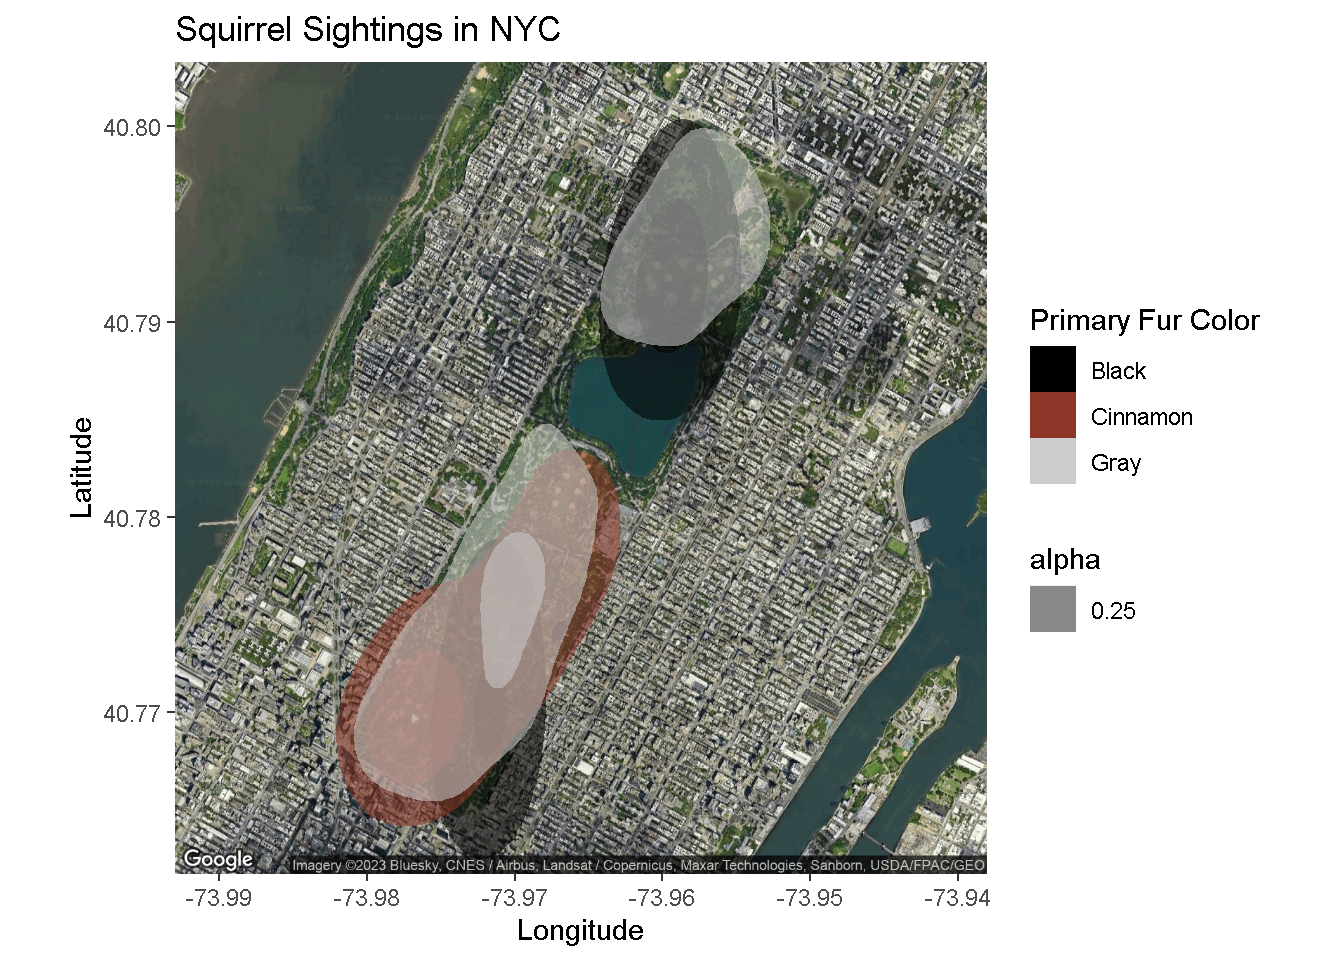 Squirrel Sightings in NYC
Latitude
40.80
40.79
40.78
40.77
Primary Fur Color
Black
Cinnamon
Gray
alpha
0.25
Google
Imagery ©2023 Bluesky, CNES / Airbus, Landsat / Copernicus, Maxar Technologies, Sanborn, USDA/FPAC/GEO
-73.99
-73.98
-73.97
-73.96
-73.95
-73.94
Longitude